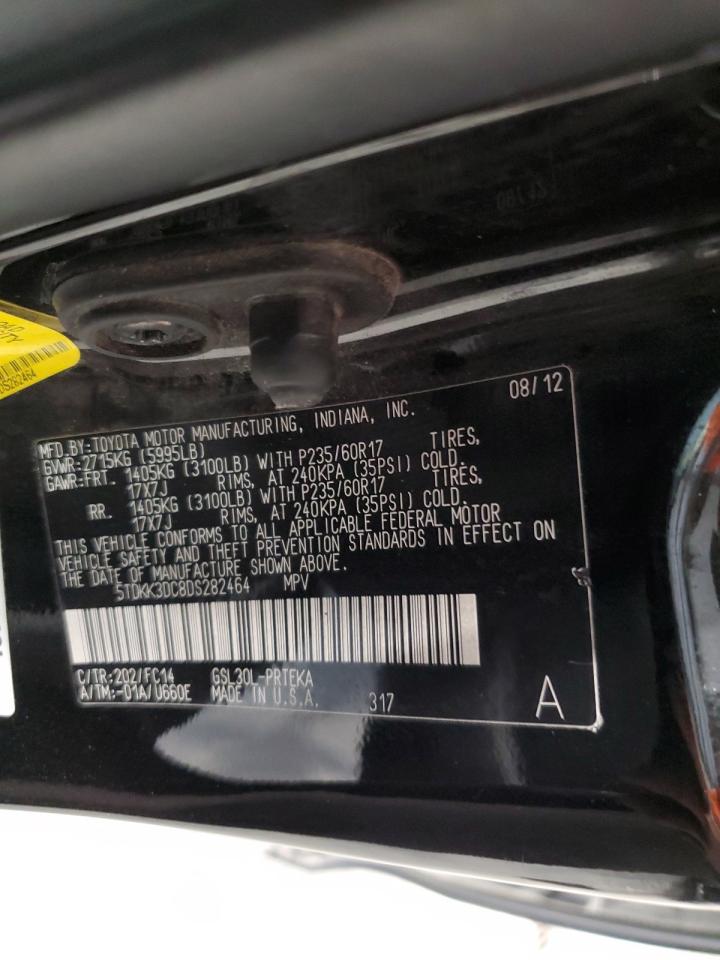 08/12
MFD.BY:TOYOTA MOTOR MANUFACTURING, INDIANA, INC.
GVWR:2715KG (5995LB)
GAWR:FRT. 1405KG (3100LB) WITH P235/60R17 TIRES,
17X7J RIMS, AT 240KPA (35PSI) COLD.
RR. 1405KG (3100LB) WITH P235/60R17 TIRES,
17X7J RIMS, AT 240KPA (35PSI) COLD.
THIS VEHICLE CONFORMS TO ALL APPLICABLE FEDERAL MOTOR
VEHICLE SAFETY AND THEFT PREVENTION STANDARDS IN EFFECT ON
THE DATE OF MANUFACTURE SHOWN ABOVE.
5TDKK3DC8DS282464 MPV
C/TR:202/FC14 GSL30L-PRTEKA
A/TM:-01A/U660E MADE IN U.S.A. 317 A
DS282464